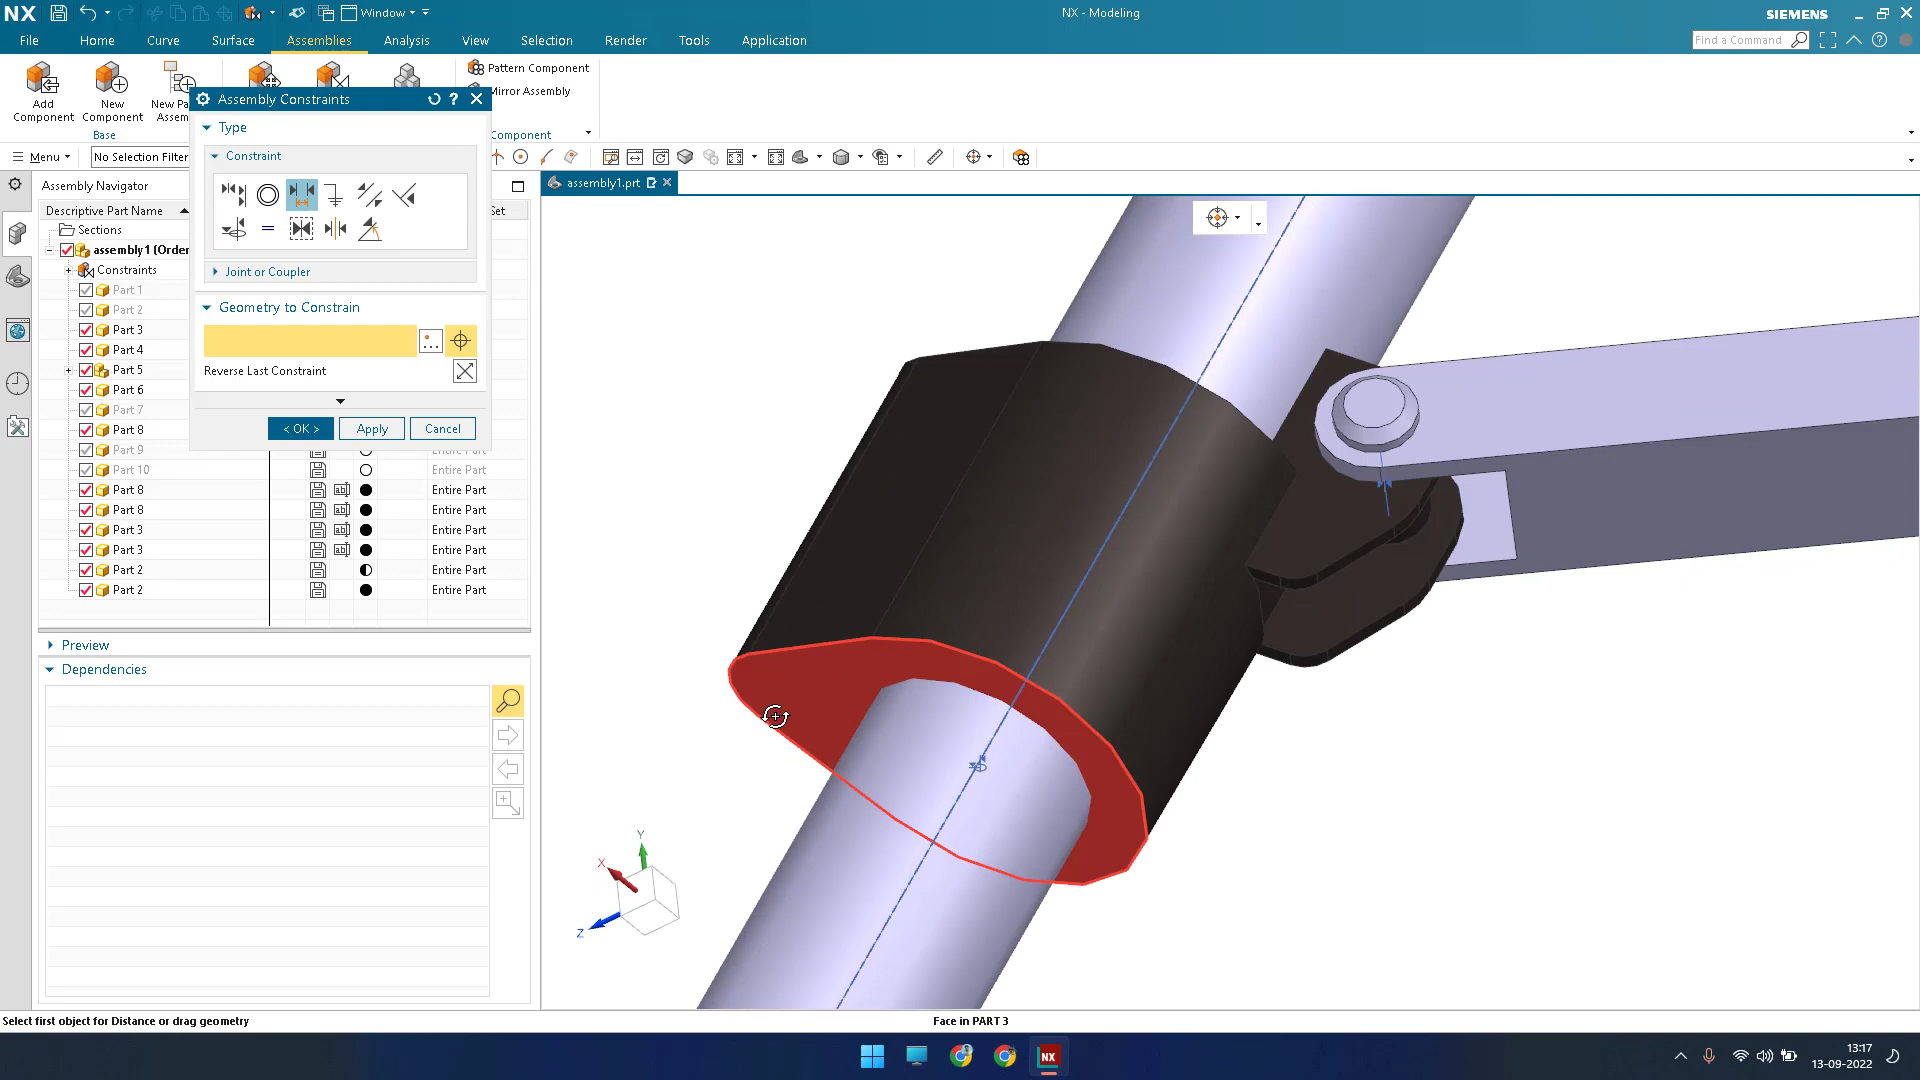 NX
Window
NX - Modeling
SIEMENS
File
Home
Curve
Surface
Assemblies
Analysis
View
Selection
Render
Tools
Application
Find a Command
Add Component
New Component
New Pa
Assem
Base
Pattern Component
Mirror Assembly
Component
Assembly Constraints
Type
Constraint
Joint or Coupler
Geometry to Constrain
Reverse Last Constraint
< OK >
Apply
Cancel
Menu
No Selection Filter
Assembly Navigator
assembly1.prt
Descriptive Part Name
Set
Sections
assembly1 (Order
Constraints
Part 1
Part 2
Part 3
Part 4
Part 5
Part 6
Part 7
Part 8
Part 9 Entire Part
Part 10 Entire Part
Part 8 Entire Part
Part 8 Entire Part
Part 3 Entire Part
Part 3 Entire Part
Part 2 Entire Part
Part 2 Entire Part
Preview
Dependencies
Y
X
Z
Select first object for Distance or drag geometry
Face in PART 3
NX
13:17
13-09-2022